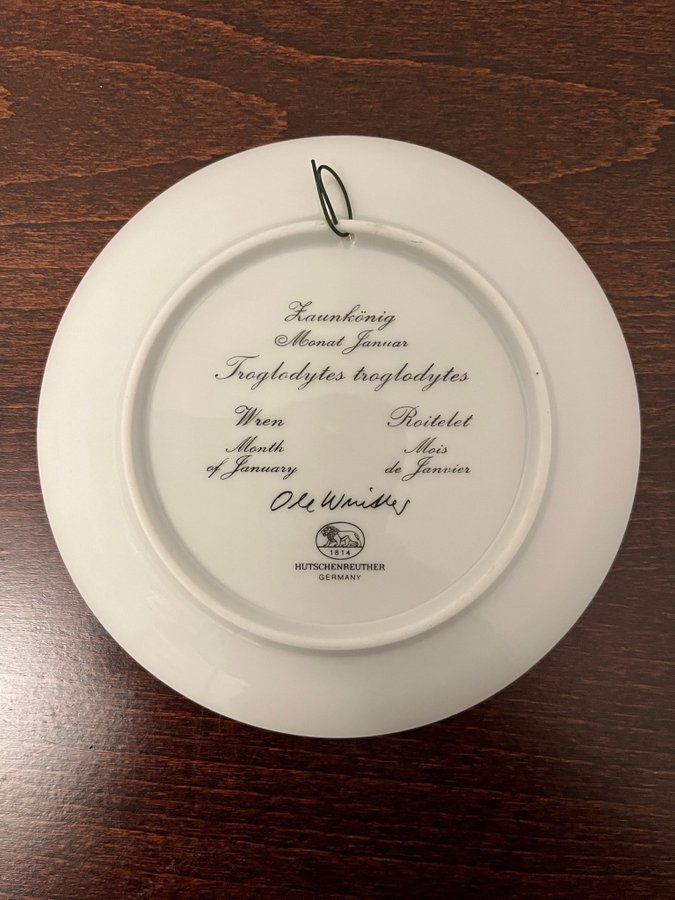 Zaunkönig
Monat Januar
Troglodytes troglodytes
Wren
Month
of January
Roitelet
Mois
de Janvier
Ole Winther
1814
HUTSCHENREUTHER
GERMANY